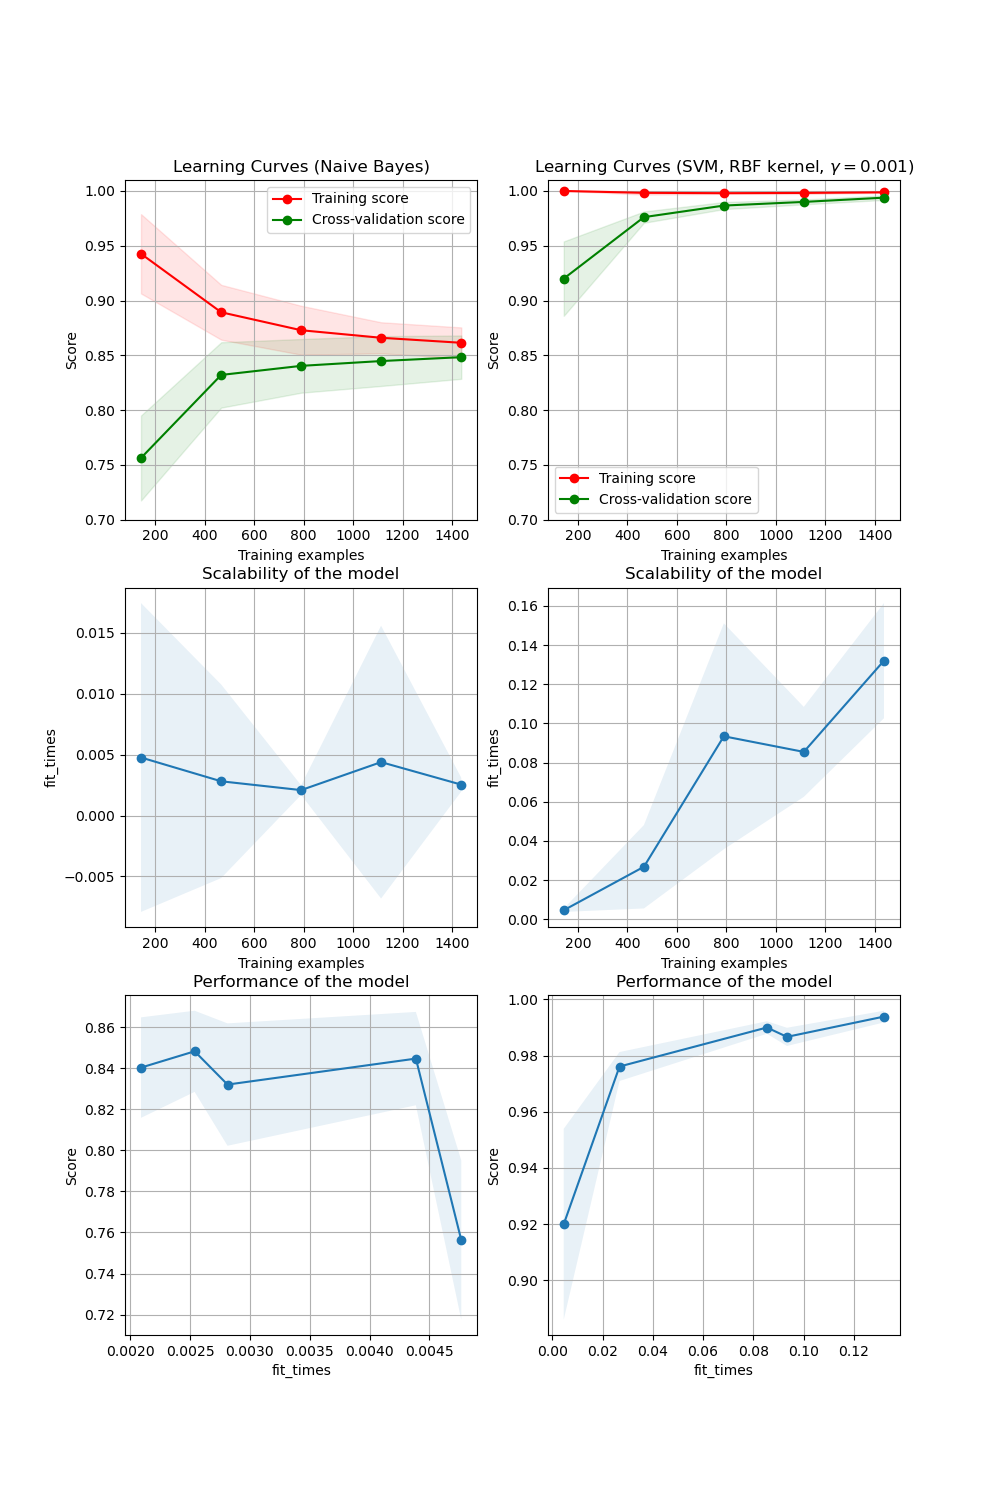 Learning Curves (Naive Bayes)
1.00
0.95
0.90
0.85
0.80
0.75
0.70
Score
Training score
Cross-validation score
200 400 600 800 1000 1200 1400
Training examples
Learning Curves (SVM, RBF kernel, γ = 0.001)
1.00
0.95
0.90
0.85
0.80
0.75
0.70
Score
Training score
Cross-validation score
200 400 600 800 1000 1200 1400
Training examples
Scalability of the model
0.015
0.010
0.005
0.000
−0.005
fit_times
200 400 600 800 1000 1200 1400
Training examples
Scalability of the model
0.16
0.14
0.12
0.10
0.08
0.06
0.04
0.02
0.00
fit_times
200 400 600 800 1000 1200 1400
Training examples
Performance of the model
0.86
0.84
0.82
0.80
0.78
0.76
0.74
0.72
Score
0.0020 0.0025 0.0030 0.0035 0.0040 0.0045
fit_times
Performance of the model
1.00
0.98
0.96
0.94
0.92
0.90
Score
0.00 0.02 0.04 0.06 0.08 0.10 0.12
fit_times